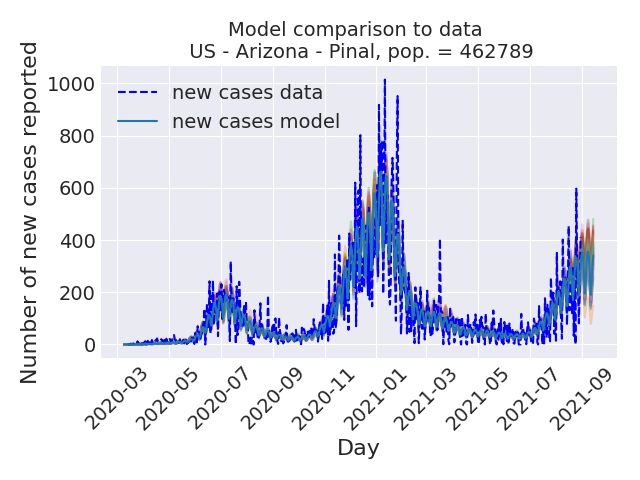 Model comparison to data
US - Arizona - Pinal, pop. = 462789
Number of new cases reported
1000
800
600
400
200
0
new cases data
new cases model
2020-03
2020-05
2020-07
2020-09
2020-11
2021-01
2021-03
2021-05
2021-07
2021-09
Day